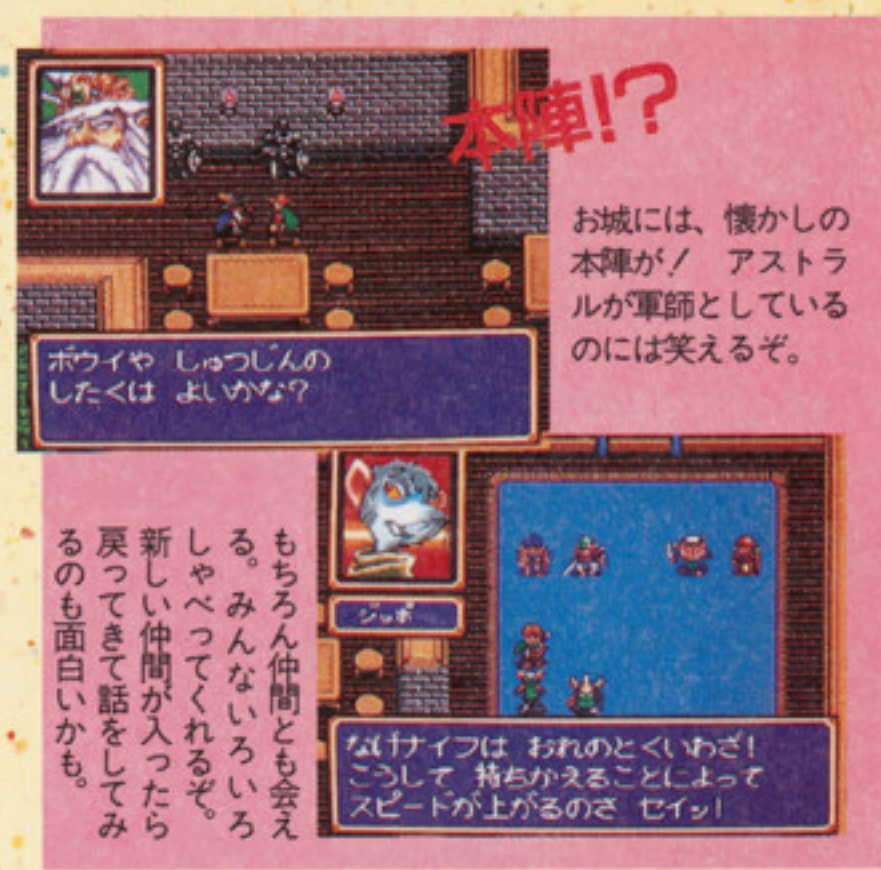 本陣!?
お城には、懐かしの
本陣が！　アストラ
ルが軍師としている
のには笑えるぞ。
ボウイや しゅつじんの
したくは よいかな？
もちろん仲間とも会え
る。みんないろいろ
しゃべってくれるぞ。
新しい仲間が入ったら
戻ってきて話をしてみ
るのも面白いかも。
ジッポ
なげナイフは おれのとくいわざ！
こうして 持ちかえることによって
スピードが上がるのさ セイッ！